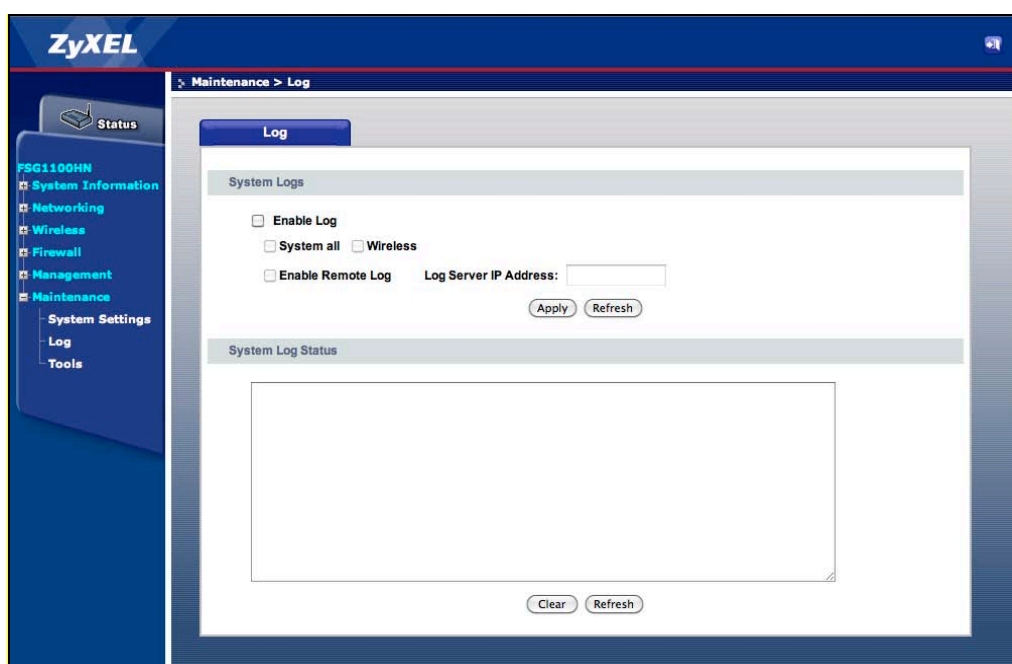 ZyXEL
Maintenance > Log
Status
FSG1100HN
System Information
Networking
Wireless
Firewall
Management
Maintenance
System Settings
Log
Tools
Log
System Logs
Enable Log
System all Wireless
Enable Remote Log Log Server IP Address:
Apply Refresh
System Log Status
Clear Refresh